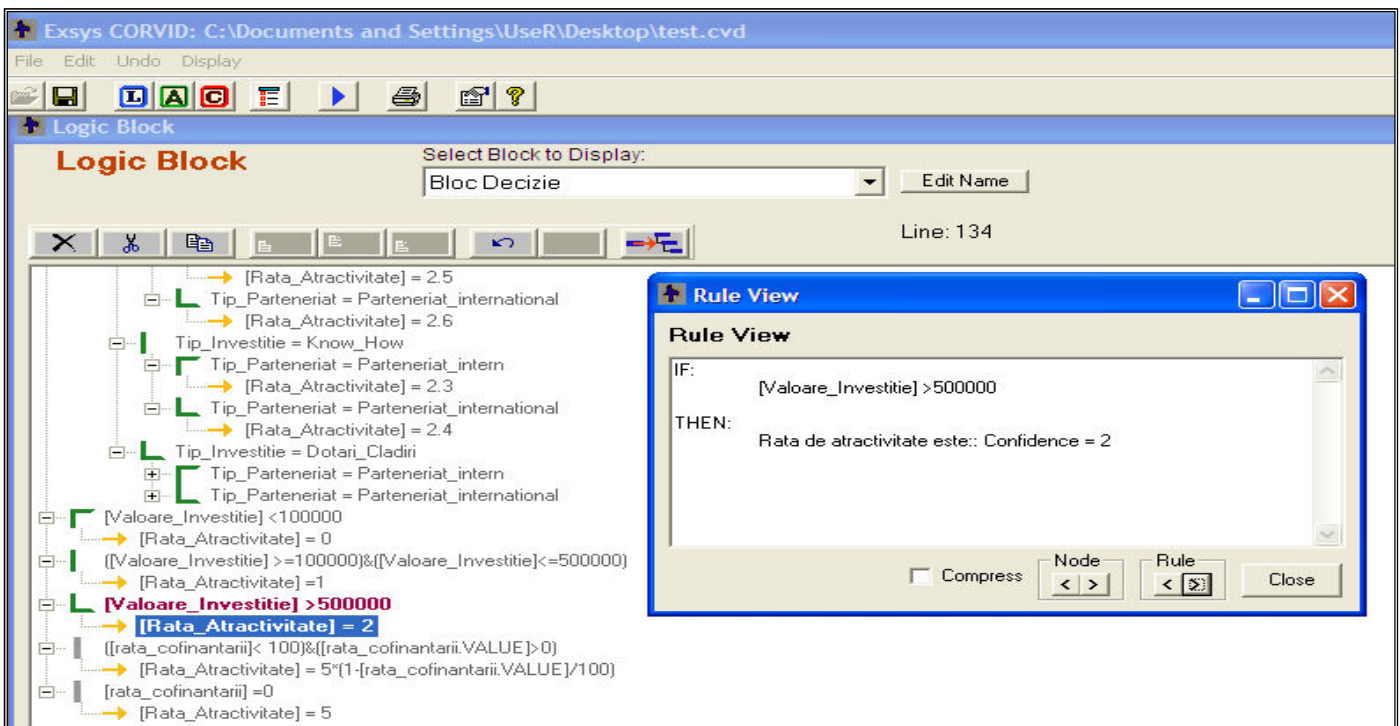 Exsys CORVID: C:\Documents and Settings\UseR\Desktop\test.cvd
File Edit Undo Display
L A C
Logic Block
Logic Block
Select Block to Display:
Bloc Decizie
Edit Name
Line: 134
[Rata_Atractivitate] = 2.5
Tip_Parteneriat = Parteneriat_international
[Rata_Atractivitate] = 2.6
Tip_Investitie = Know_How
Tip_Parteneriat = Parteneriat_intern
[Rata_Atractivitate] = 2.3
Tip_Parteneriat = Parteneriat_international
[Rata_Atractivitate] = 2.4
Tip_Investitie = Dotari_Cladiri
Tip_Parteneriat = Parteneriat_intern
Tip_Parteneriat = Parteneriat_international
[Valoare_Investitie] <100000
[Rata_Atractivitate] = 0
([Valoare_Investitie] >=100000)&([Valoare_Investitie]<=500000)
[Rata_Atractivitate] =1
[Valoare_Investitie] >500000
[Rata_Atractivitate] = 2
([rata_cofinantarii]< 100)&([rata_cofinantarii.VALUE]>0)
[Rata_Atractivitate] = 5*(1-[rata_cofinantarii.VALUE]/100)
[rata_cofinantarii] =0
[Rata_Atractivitate] = 5
Rule View
Rule View
IF:
[Valoare_Investitie] >500000
THEN:
Rata de atractivitate este:: Confidence = 2
Compress
Node
< >
Rule
< >
Close